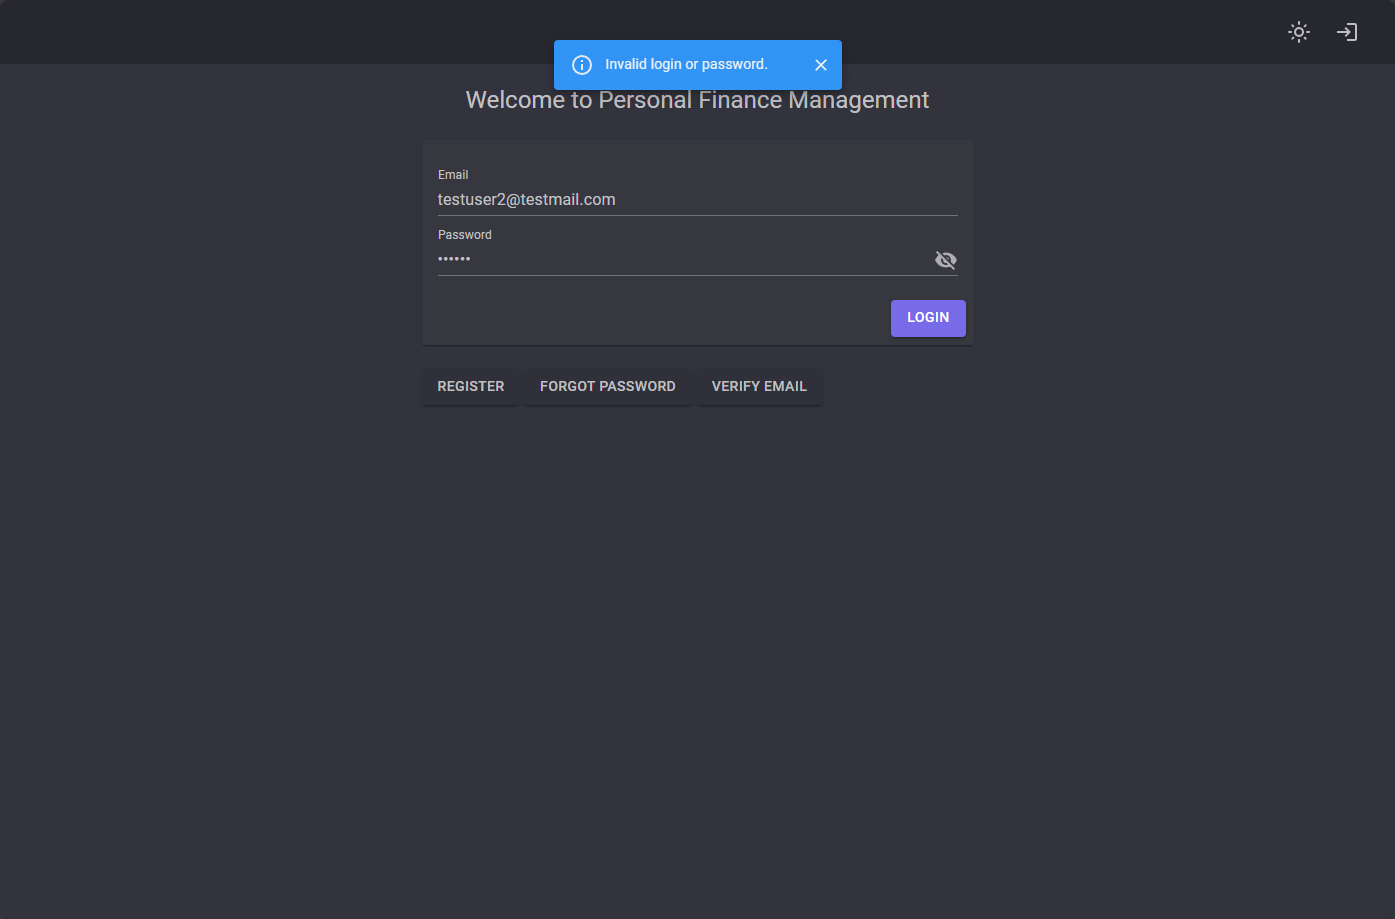 Invalid login or password.
Welcome to Personal Finance Management
Email
testuser2@testmail.com
Password
••••••
LOGIN
REGISTER
FORGOT PASSWORD
VERIFY EMAIL